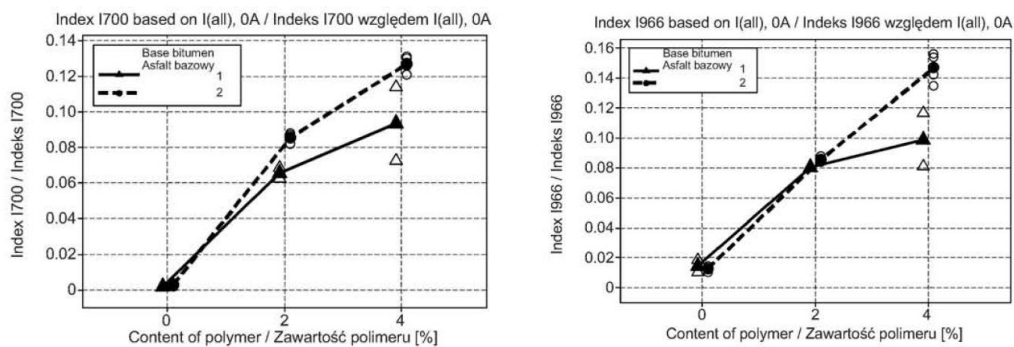 Index I700 based on I(all), 0A / Indeks I700 względem I(all), 0A
Index I700 / Indeks I700
0.14
0.12
0.10
0.08
0.06
0.04
0.02
0
Base bitumen
Asfalt bazowy
1
2
0 2 4
Content of polymer / Zawartość polimeru [%]
Index I966 based on I(all), 0A / Indeks I966 względem I(all), 0A
Index I966 / Indeks I966
0.16
0.14
0.12
0.10
0.08
0.06
0.04
0.02
0
Base bitumen
Asfalt bazowy
1
2
0 2 4
Content of polymer / Zawartość polimeru [%]